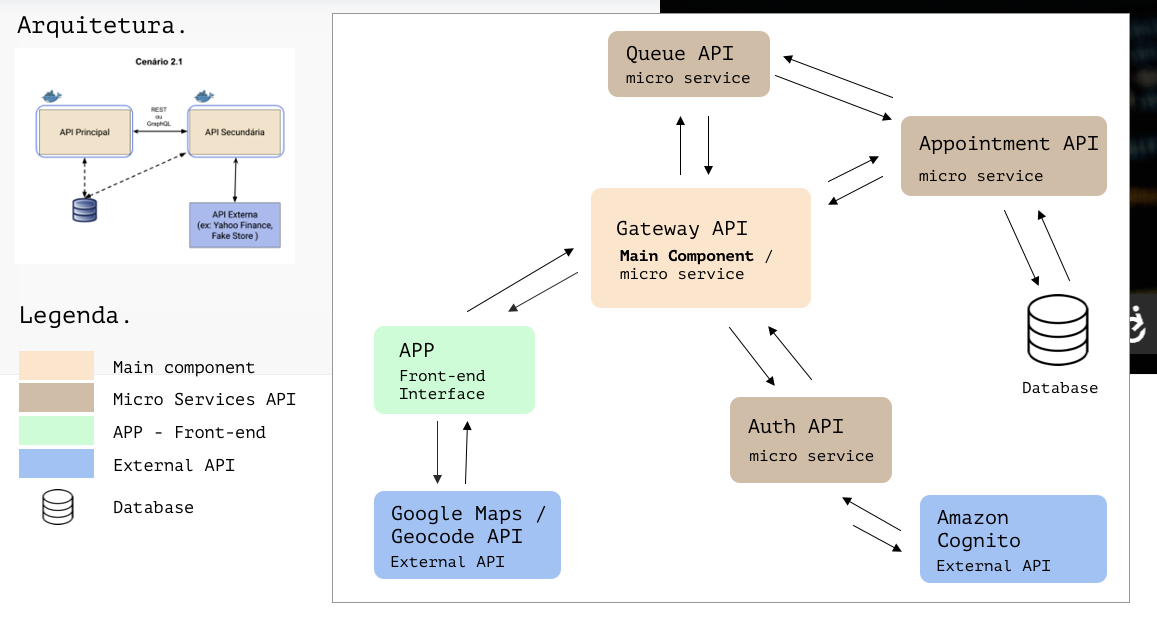 Arquitetura.
Cenário 2.1
REST
ou
GraphQL
API Principal
API Secundária
API Externa
(ex: Yahoo Finance,
Fake Store )
Legenda.
Main component
Micro Services API
APP - Front-end
External API
Database
Queue API
micro service
Appointment API
micro service
Gateway API
Main Component /
micro service
APP
Front-end
Interface
Database
Auth API
micro service
Google Maps /
Geocode API
External API
Amazon
Cognito
External API